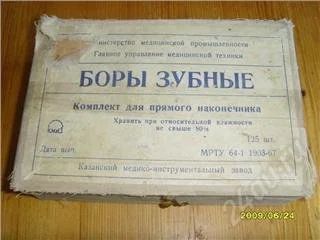 Министерство медицинской промышленности
Главное управление медицинской техники
БОРЫ ЗУБНЫЕ
Комплект для прямого наконечника
Хранить при относительной влажности
не свыше 80%
125 шт.
Дата вып.
МРТУ 64-1 1903-67
Казанский медико-инструментальный завод
2009/06/24